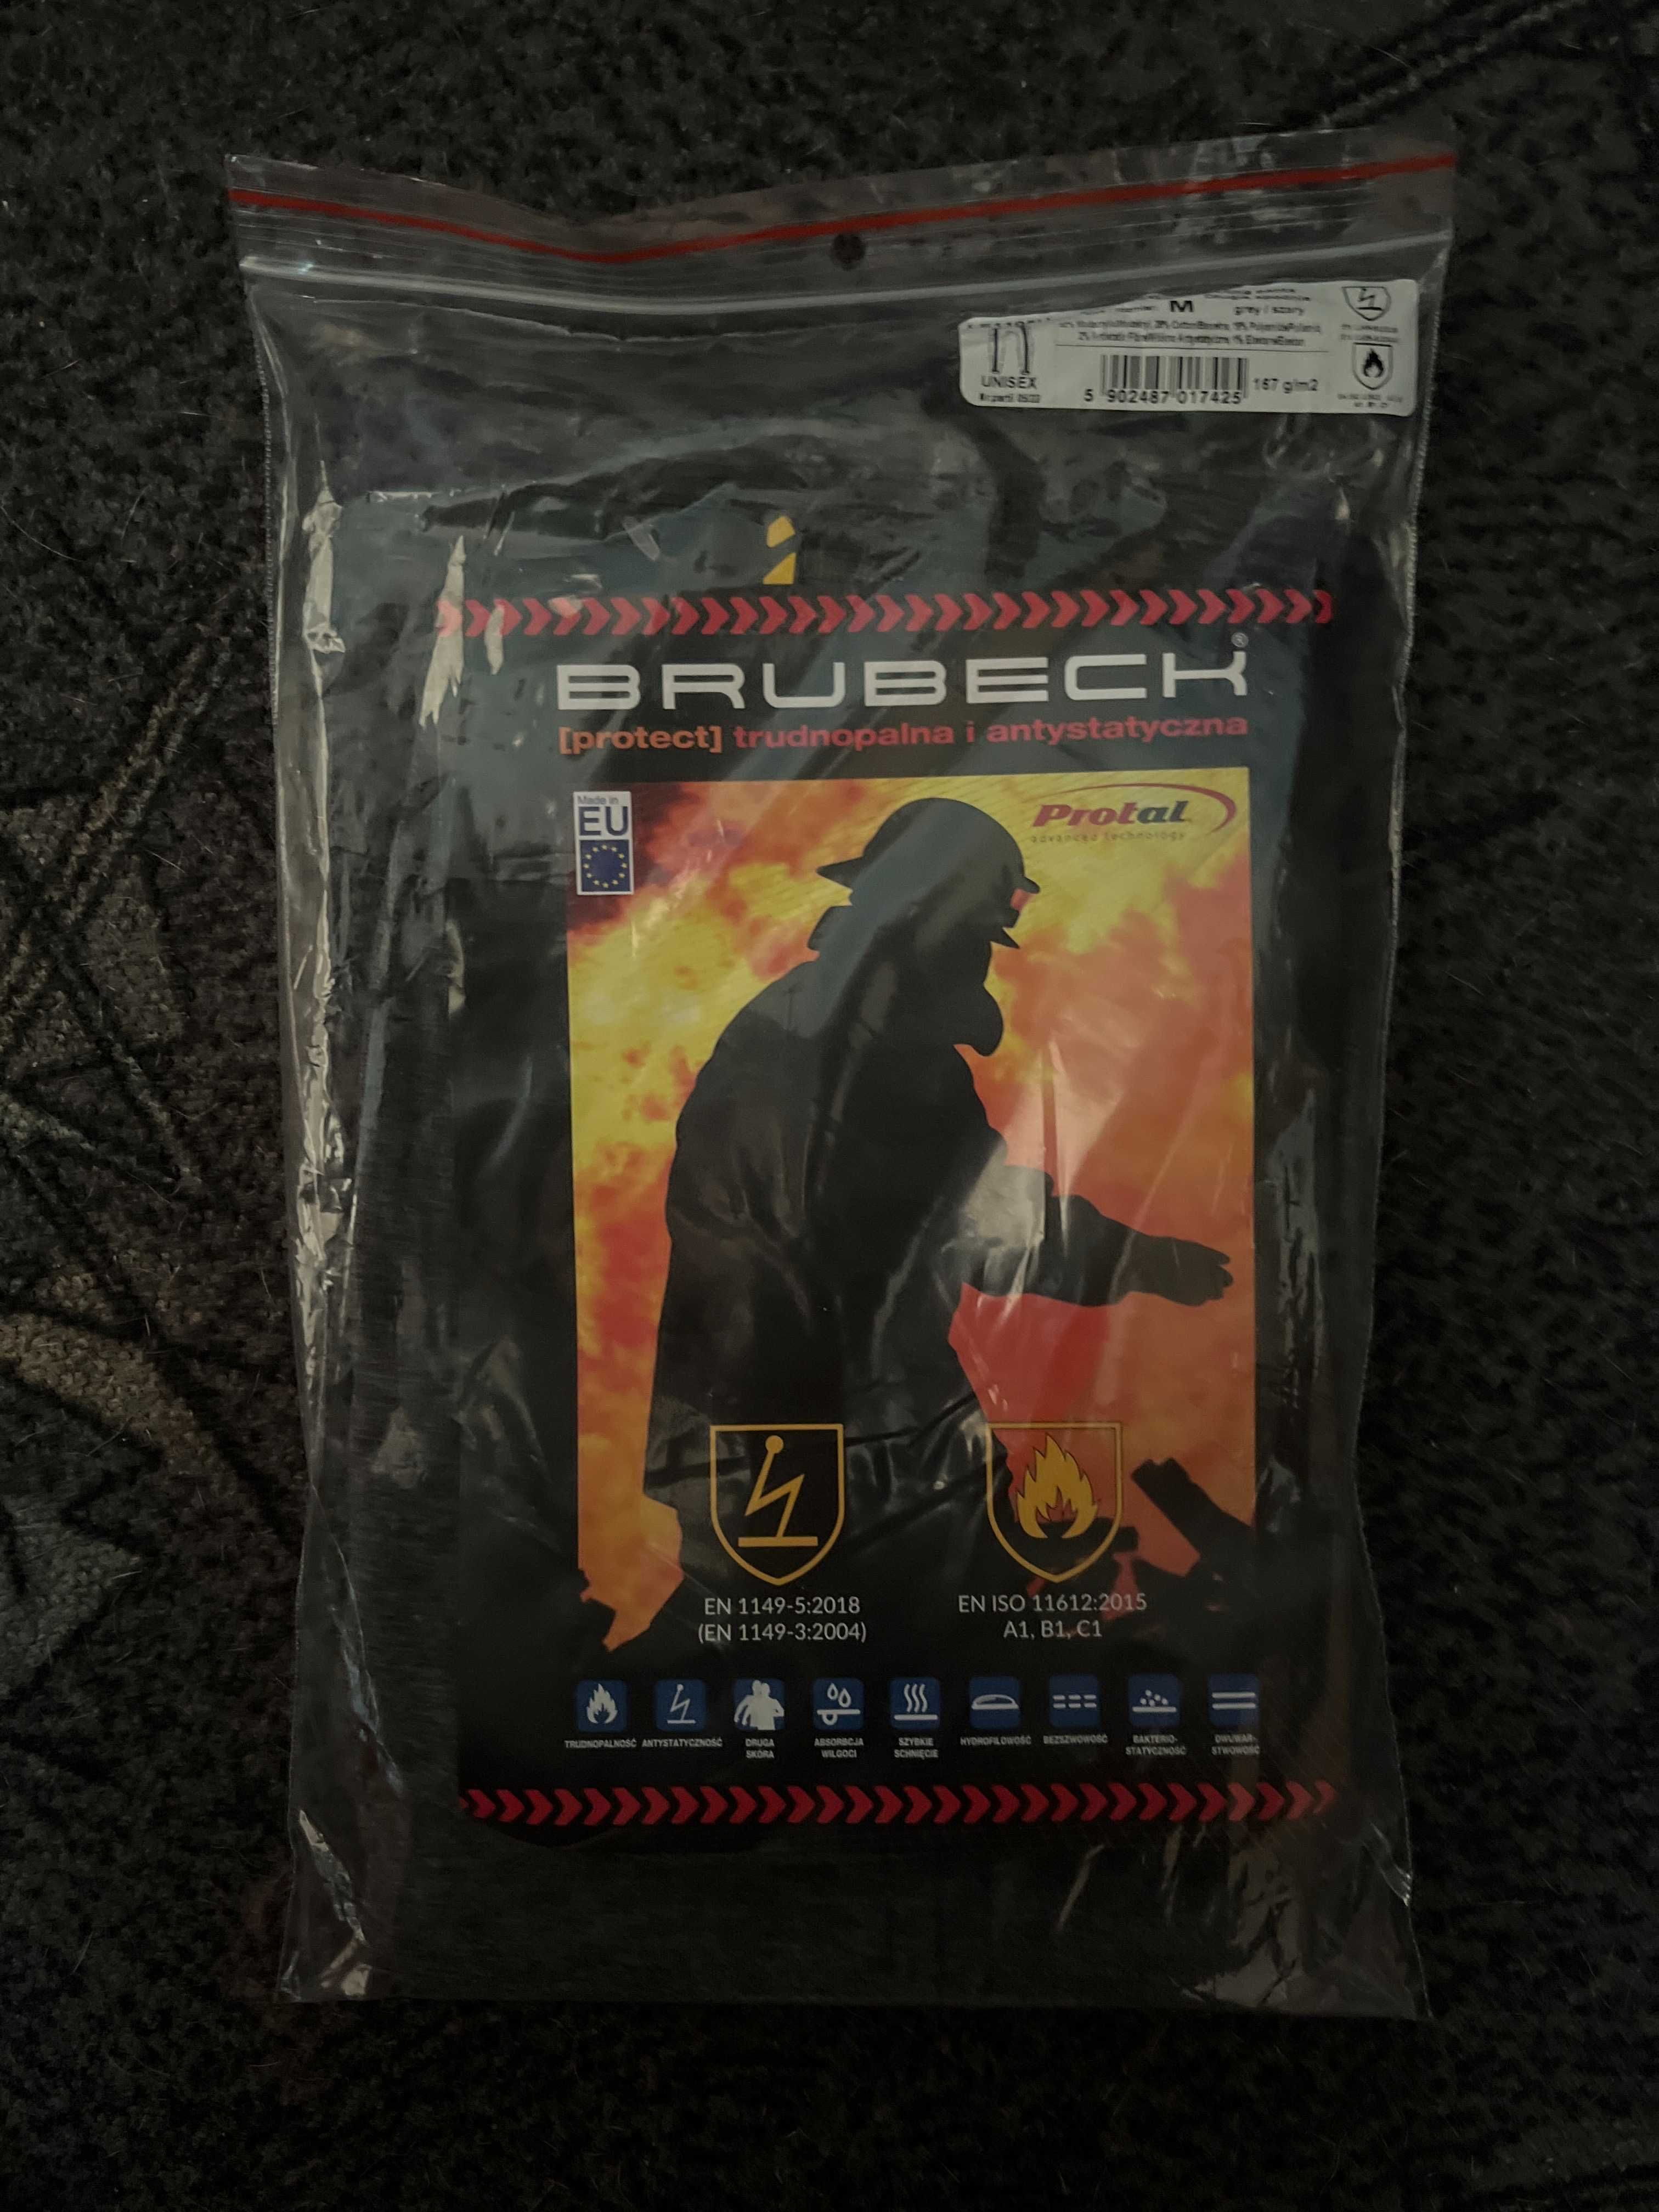 M
grey / szary
UNISEX
167 g/m2
5 902487 017425
BRUBECK®
[protect] trudnopalna i antystatyczna
Made in
EU
Protal
advanced technology
EN 1149-5:2018
(EN 1149-3:2004)
EN ISO 11612:2015
A1, B1, C1
TRUDNOPALNOŚĆ
ANTYSTATYCZNOŚĆ
DRUGA
SKÓRA
ABSORBCJA
WILGOCI
SZYBKIE
SCHNIĘCIE
HYDROFILOWOŚĆ
BEZSZWOWOŚĆ
BAKTERIO-
STATYCZNOŚĆ
DWUWAR-
STWOWOŚĆ